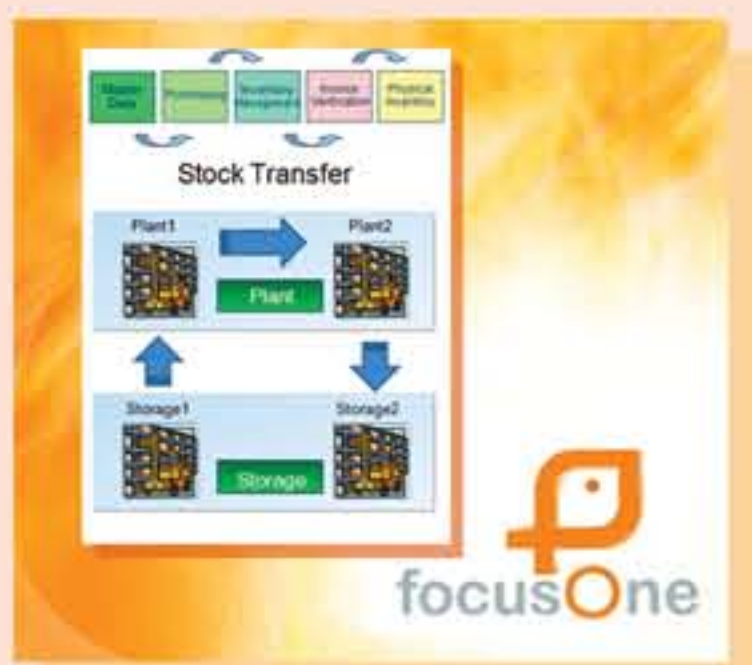 Master Data
Purchasing
Inventory Management
Invoice Verification
Physical Inventory
Stock Transfer
Plant1
Plant2
Plant
Storage1
Storage2
Storage
focusOne